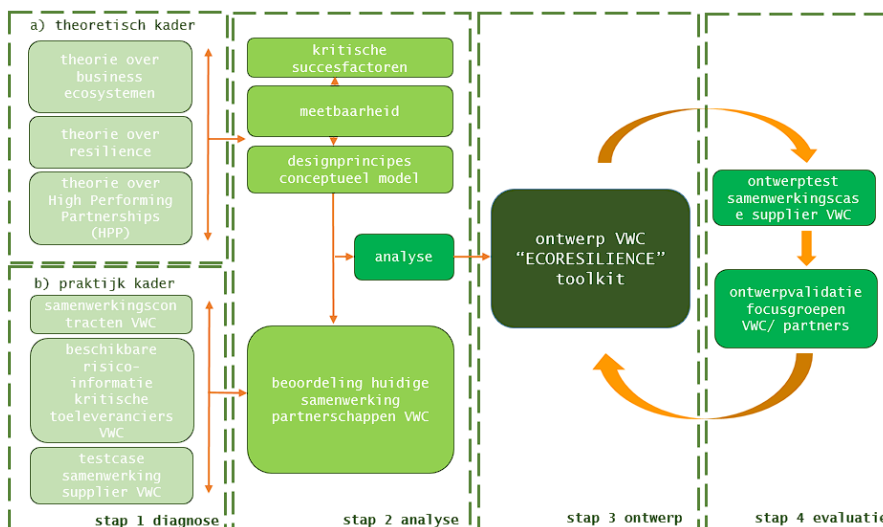 a) theoretisch kader
theorie over
business
ecosystemen
theorie over
resilience
theorie over
High Performing
Partnerships
(HPP)
b) praktijk kader
samenwerkingscon
tracten VWC
beschikbare
risico-
informatie
kritische
toeleveranciers
VWC
testcase
samenwerking
supplier VWC
stap 1 diagnose
kritische
succesfactoren
meetbaarheid
designprincipes
conceptueel model
analyse
beoordeling huidige
samenwerking
partnerschappen VWC
stap 2 analyse
ontwerp VWC
“ECORESILIENCE”
toolkit
stap 3 ontwerp
ontwerptest
samenwerkingscas
e supplier VWC
ontwerpvalidatie
focusgroepen
VWC/ partners
stap 4 evaluatie